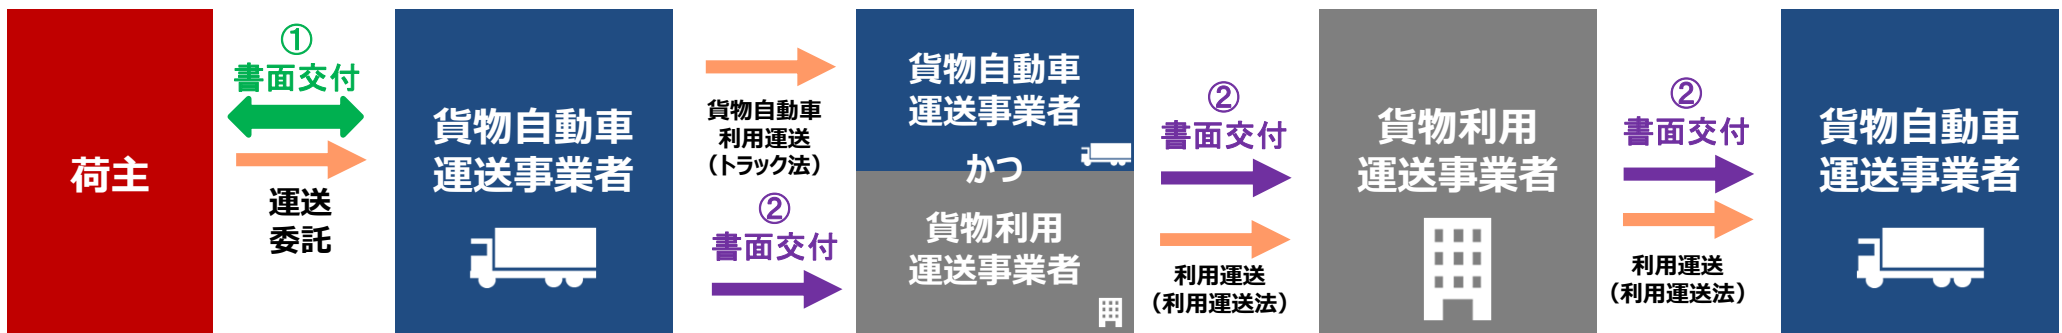 荷主
①
書面交付
運送
委託
貨物自動車
運送事業者
貨物自動車
利用運送
（トラック法）
②
書面交付
貨物自動車
運送事業者
かつ
貨物利用
運送事業者
②
書面交付
利用運送
（利用運送法）
貨物利用
運送事業者
②
書面交付
利用運送
（利用運送法）
貨物自動車
運送事業者